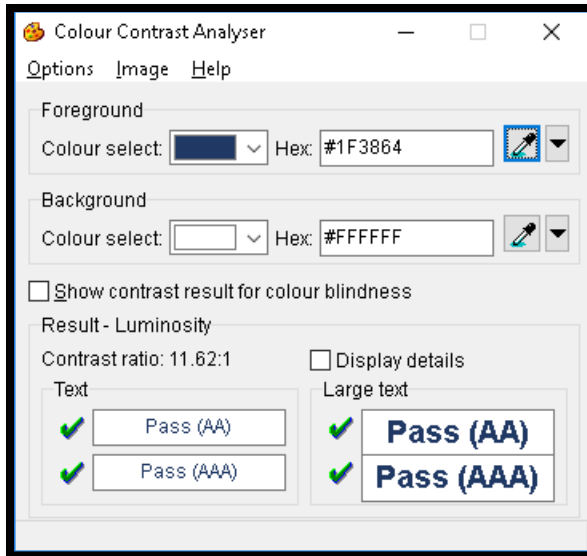 Colour Contrast Analyser
Options Image Help
Foreground
Colour select: Hex: #1F3864
Background
Colour select: Hex: #FFFFFF
Show contrast result for colour blindness
Result - Luminosity
Contrast ratio: 11.62:1 Display details
Text Large text
Pass (AA) Pass (AA)
Pass (AAA) Pass (AAA)